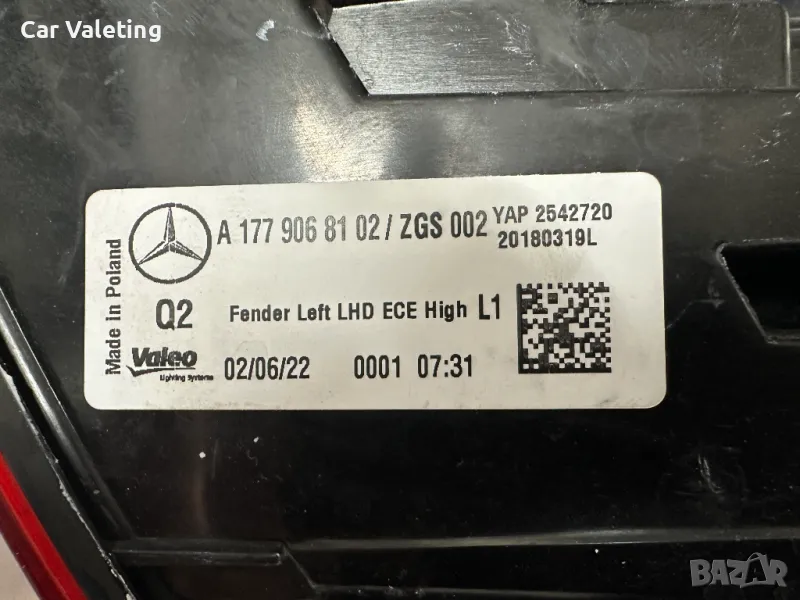 Car Valeting
Made in Poland
A 177 906 81 02 / ZGS 002
YAP 2542720
20180319L
Q2
Fender Left LHD ECE High L1
Valeo
Lighting Systems
02/06/22
0001 07:31
BAZAR